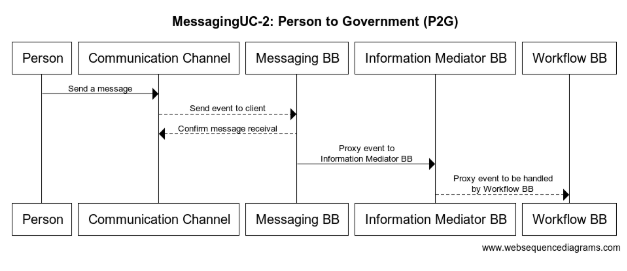 MessagingUC-2: Person to Government (P2G)
Person
Communication Channel
Messaging BB
Information Mediator BB
Workflow BB
Send a message
Send event to client
Confirm message receival
Proxy event to
Information Mediator BB
Proxy event to be handled
by Workflow BB
Person
Communication Channel
Messaging BB
Information Mediator BB
Workflow BB
www.websequencediagrams.com